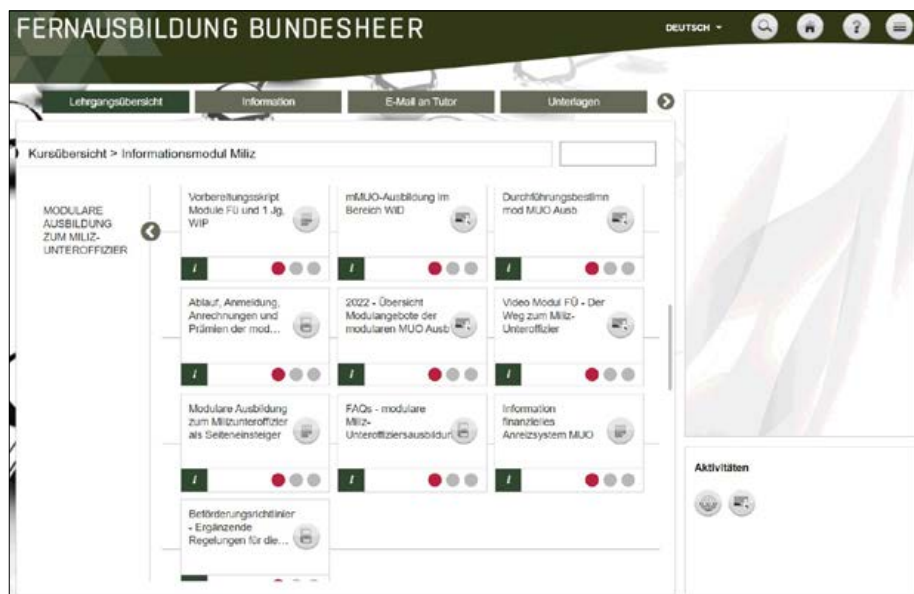 FERNAUSBILDUNG BUNDESHEER
DEUTSCH
?
Lehrgangsübersicht
Information
E-Mail an Tutor
Unterlagen
Kursübersicht > Informationsmodul Miliz
MODULARE
AUSBILDUNG
ZUM MILIZ-
UNTEROFFIZIER
Vorbereitungsskript
Module FÜ und 1 Jg,
WIP
i
mMUO-Ausbildung im
Bereich WID
i
Durchführungsbestimm
mod MUO Ausb
i
Ablauf, Anmeldung,
Anrechnungen und
Prämien der mod...
i
2022 - Übersicht
Modulangebote der
modularen MUO Ausb
i
Video Modul FÜ - Der
Weg zum Miliz-
Unteroffizier
i
Modulare Ausbildung
zum Milizunteroffizier
als Seiteneinsteiger
i
FAQs - modulare
Miliz-
Unteroffiziersausbildun
i
Information
finanzielles
Anreizsystem MUO
i
Beförderungsrichtlinier
- Ergänzende
Regelungen für die...
Aktivitäten